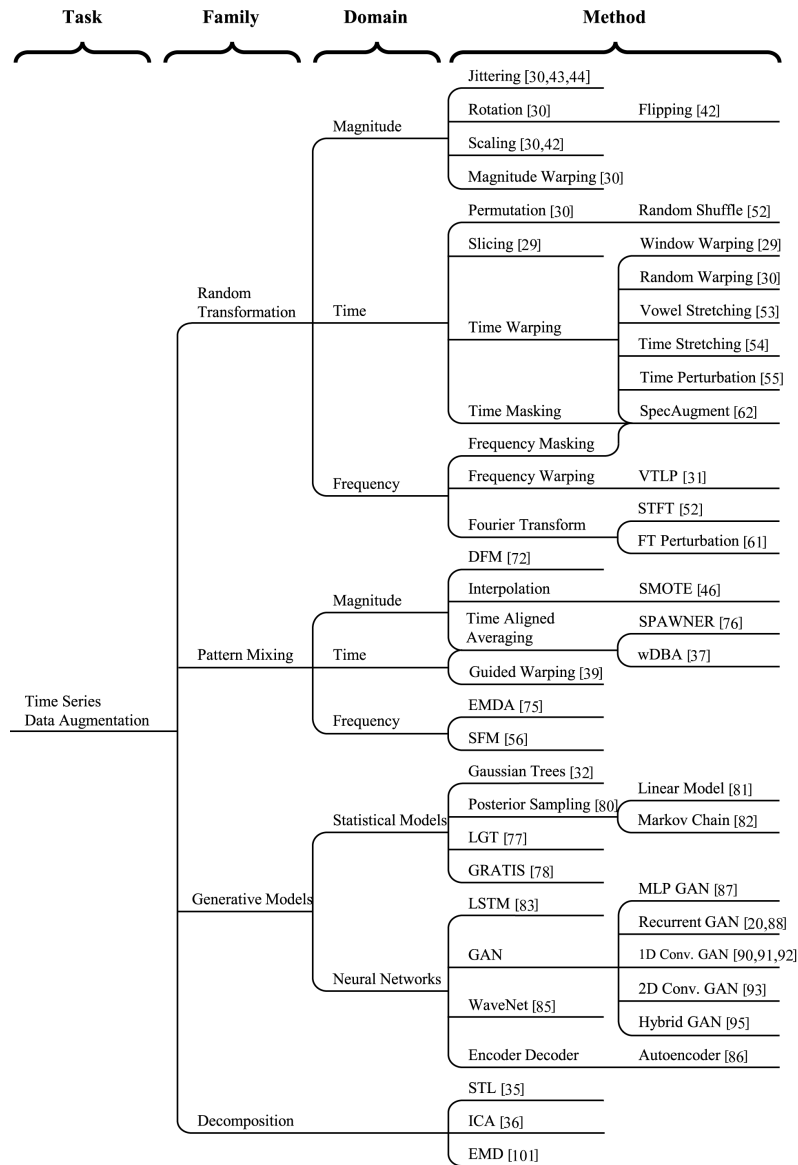 Task Family Domain Method
Jittering [30,43,44]
Rotation [30] Flipping [42]
Magnitude
Scaling [30,42]
Magnitude Warping [30]
Permutation [30] Random Shuffle [52]
Slicing [29] Window Warping [29]
Random Warping [30]
Random
Transformation
Time
Vowel Stretching [53]
Time Warping
Time Stretching [54]
Time Perturbation [55]
Time Masking SpecAugment [62]
Frequency Masking
Frequency Warping VTLP [31]
Frequency
STFT [52]
Fourier Transform
FT Perturbation [61]
DFM [72]
Interpolation SMOTE [46]
Magnitude
Time Aligned
Averaging
SPAWNER [76]
Pattern Mixing
Time
wDBA [37]
Guided Warping [39]
Time Series
Data Augmentation
EMDA [75]
Frequency
SFM [56]
Gaussian Trees [32]
Linear Model [81]
Posterior Sampling [80]
Statistical Models
Markov Chain [82]
LGT [77]
GRATIS [78]
MLP GAN [87]
Generative Models
LSTM [83]
Recurrent GAN [20,88]
GAN
1D Conv. GAN [90,91,92]
Neural Networks
2D Conv. GAN [93]
WaveNet [85]
Hybrid GAN [95]
Encoder Decoder Autoencoder [86]
STL [35]
Decomposition
ICA [36]
EMD [101]